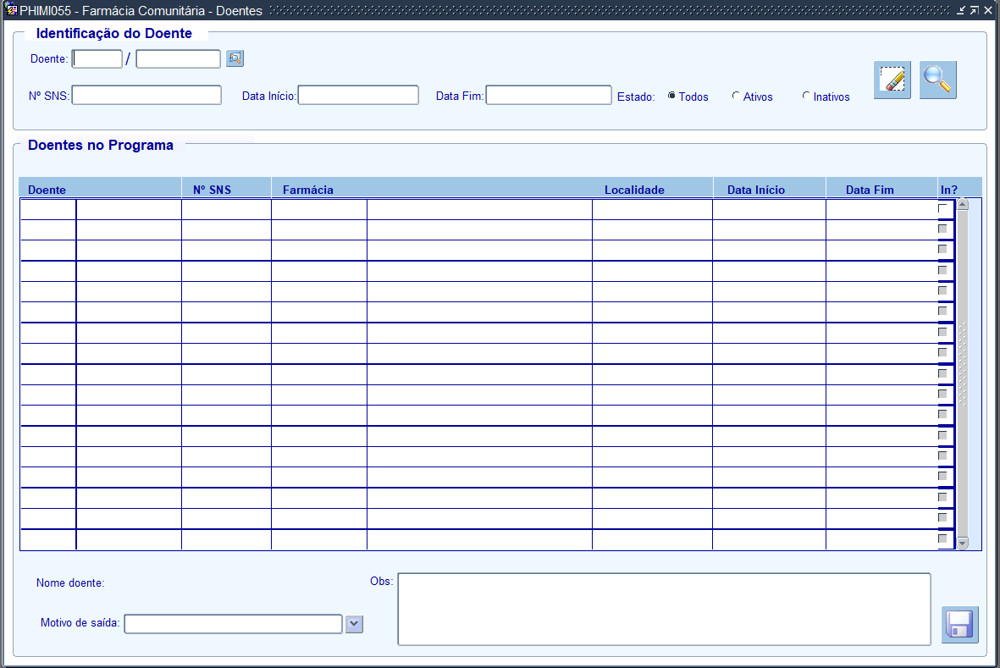 PHIMI055 - Farmácia Comunitária - Doentes
Identificação do Doente
Doente: /
Nº SNS: Data Início: Data Fim: Estado: Todos Ativos Inativos
Doentes no Programa
Doente Nº SNS Farmácia Localidade Data Início Data Fim In?
Nome doente: Obs:
Motivo de saída: